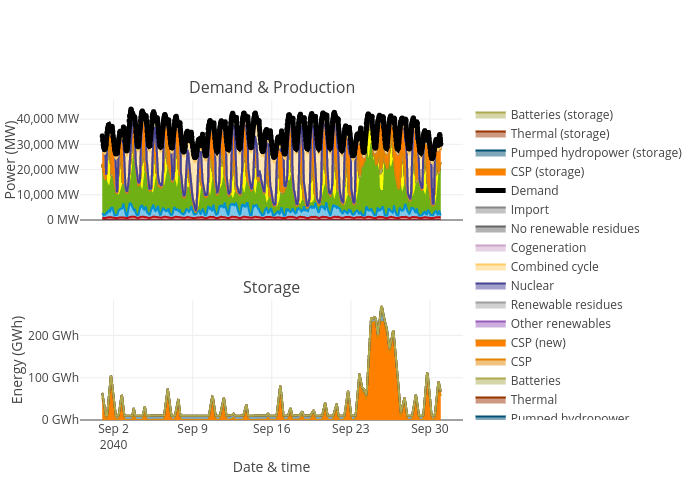 Demand & Production
Power (MW)
40,000 MW
30,000 MW
20,000 MW
10,000 MW
0 MW
Storage
Energy (GWh)
200 GWh
100 GWh
0 GWh
Sep 2
2040
Sep 9
Sep 16
Sep 23
Sep 30
Date & time
Batteries (storage)
Thermal (storage)
Pumped hydropower (storage)
CSP (storage)
Demand
Import
No renewable residues
Cogeneration
Combined cycle
Nuclear
Renewable residues
Other renewables
CSP (new)
CSP
Batteries
Thermal
Pumped hydropower